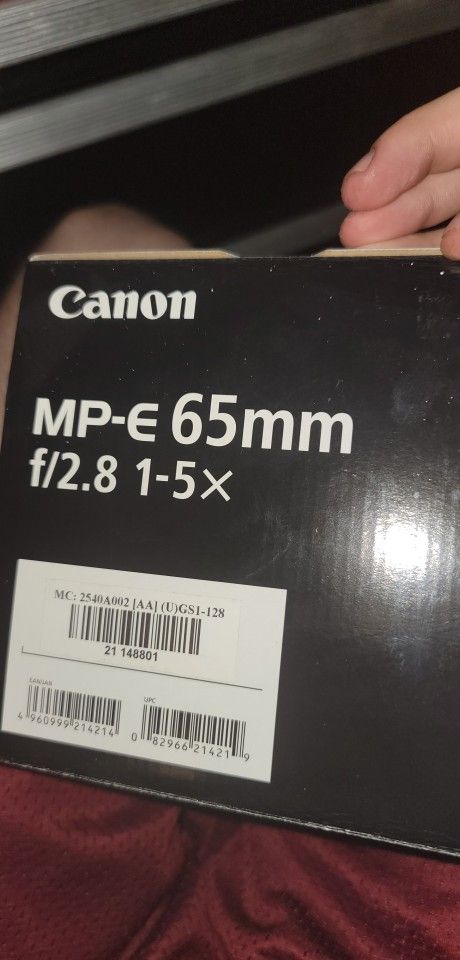 Canon
MP-E 65mm
f/2.8 1-5×
MC: 2540A002 [AA] (U)GS1-128
21 148801
EAN/JAN
4 960999 214214
UPC
0 82966 21421 9